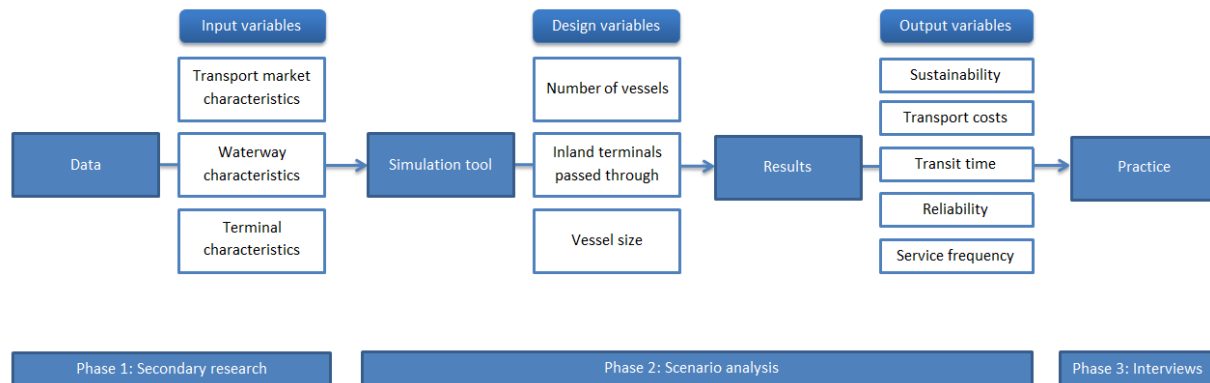 Input variables
Design variables
Output variables
Transport market
characteristics
Number of vessels
Sustainability
Transport costs
Data
Waterway
characteristics
Simulation tool
Inland terminals
passed through
Results
Transit time
Practice
Terminal
characteristics
Vessel size
Reliability
Service frequency
Phase 1: Secondary research
Phase 2: Scenario analysis
Phase 3: Interviews